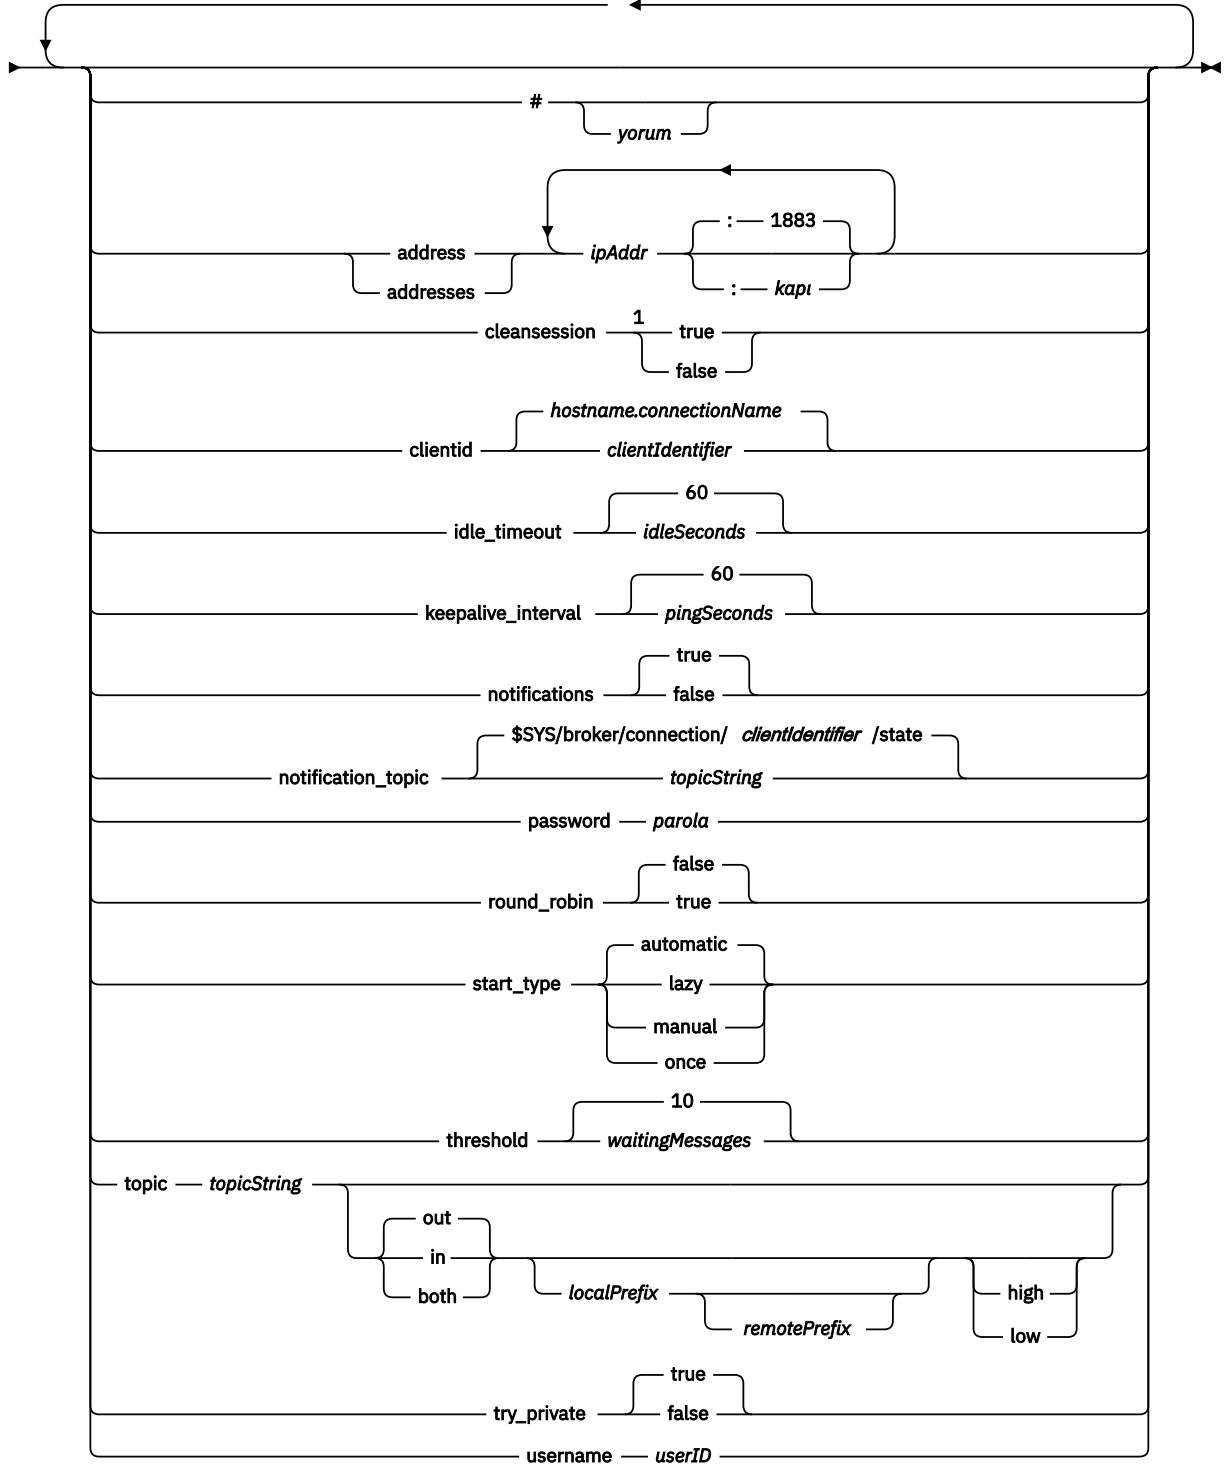 #
yorum
: 1883
address ipAddr
addresses : kapı
1
cleansession true
false
hostname.connectionName
clientid clientIdentifier
60
idle_timeout idleSeconds
60
keepalive_interval pingSeconds
true
notifications false
$SYS/broker/connection/ clientIdentifier /state
notification_topic topicString
password parola
false
round_robin true
automatic
start_type lazy
manual
once
10
threshold waitingMessages
topic topicString
out
in
both localPrefix high
remotePrefix low
true
try_private false
username userID